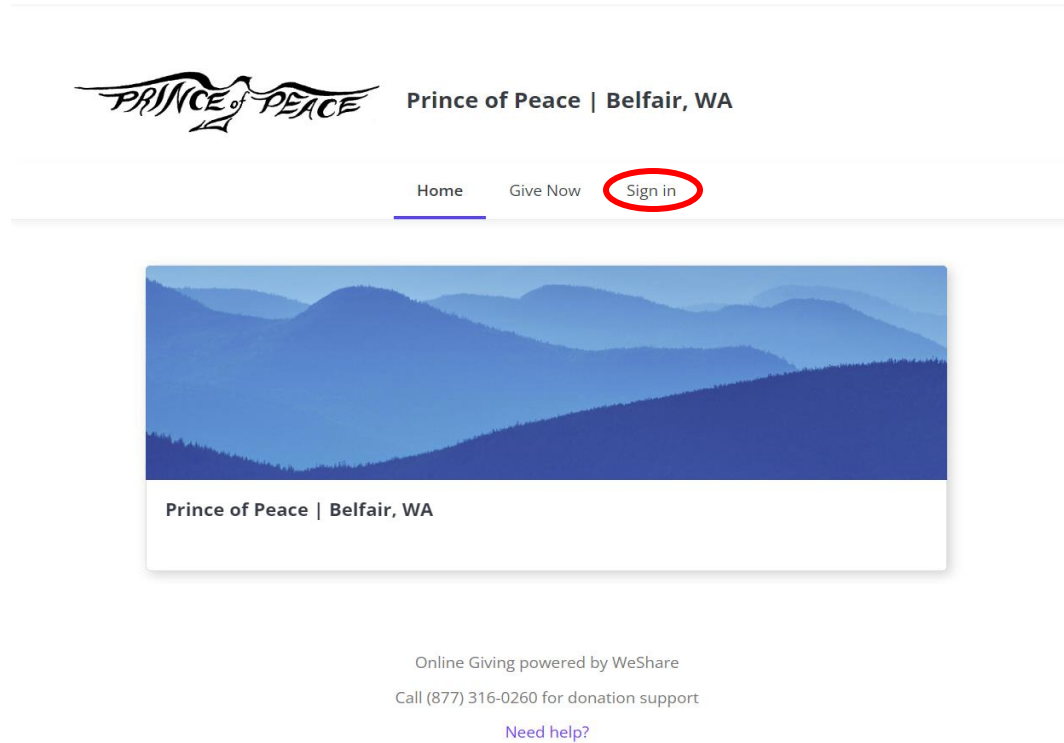 PRINCE of PEACE
Prince of Peace | Belfair, WA
Home Give Now Sign in
Prince of Peace | Belfair, WA
Online Giving powered by WeShare
Call (877) 316-0260 for donation support
Need help?